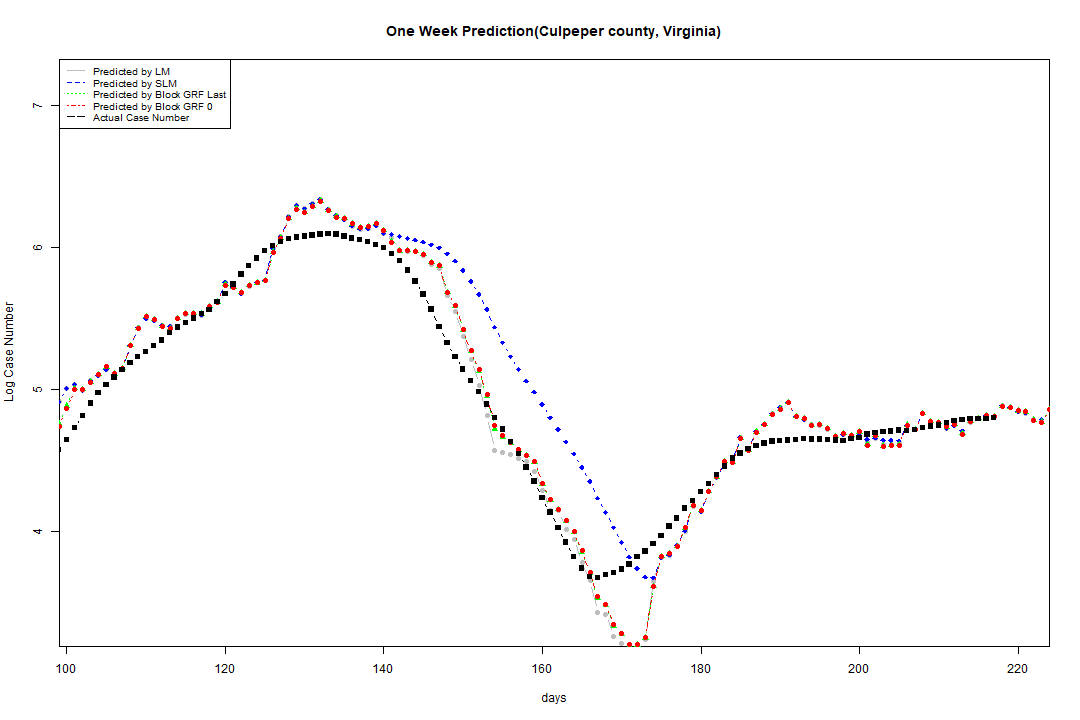 One Week Prediction(Culpeper county, Virginia)
Predicted by LM
Predicted by SLM
Predicted by Block GRF Last
Predicted by Block GRF 0
Actual Case Number
7
6
5
4
Log Case Number
100 120 140 160 180 200 220
days